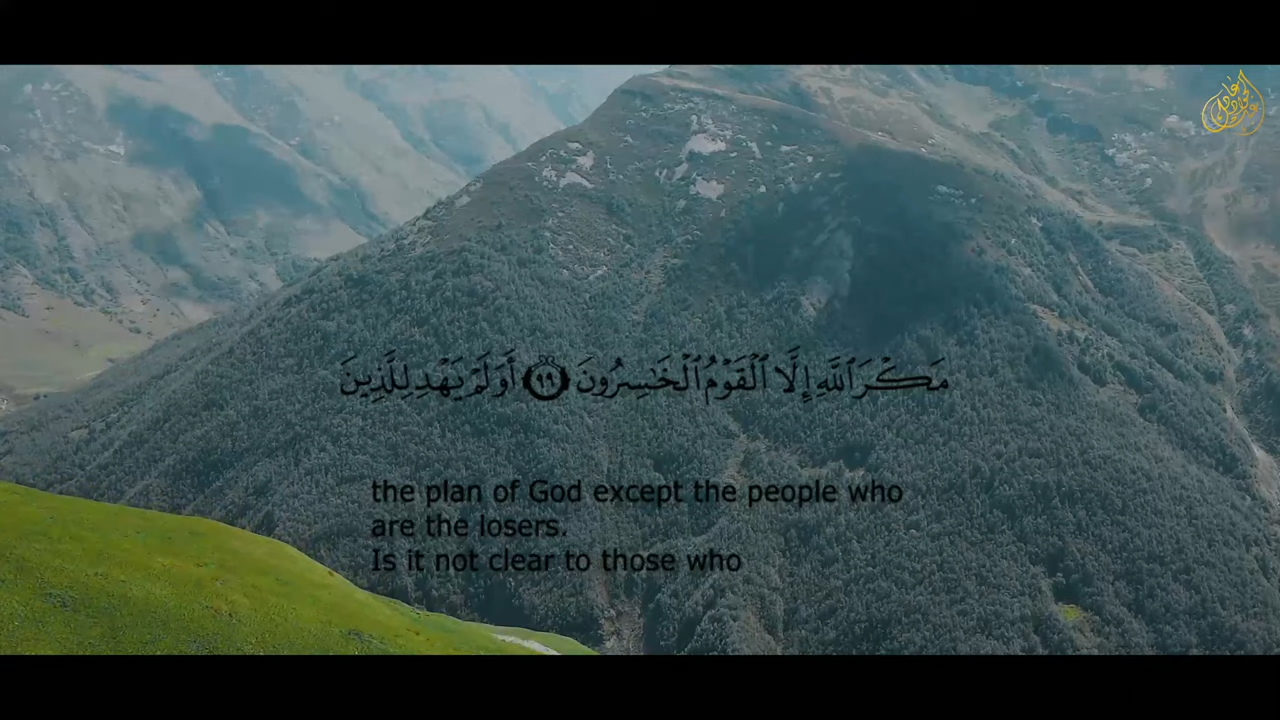 مَكْرَ ٱللَّهِ إِلَّا ٱلْقَوْمُ ٱلْخَٰسِرُونَ ٩٩ أَوَلَمْ يَهْدِ لِلَّذِينَ
the plan of God except the people who
are the losers.
Is it not clear to those who